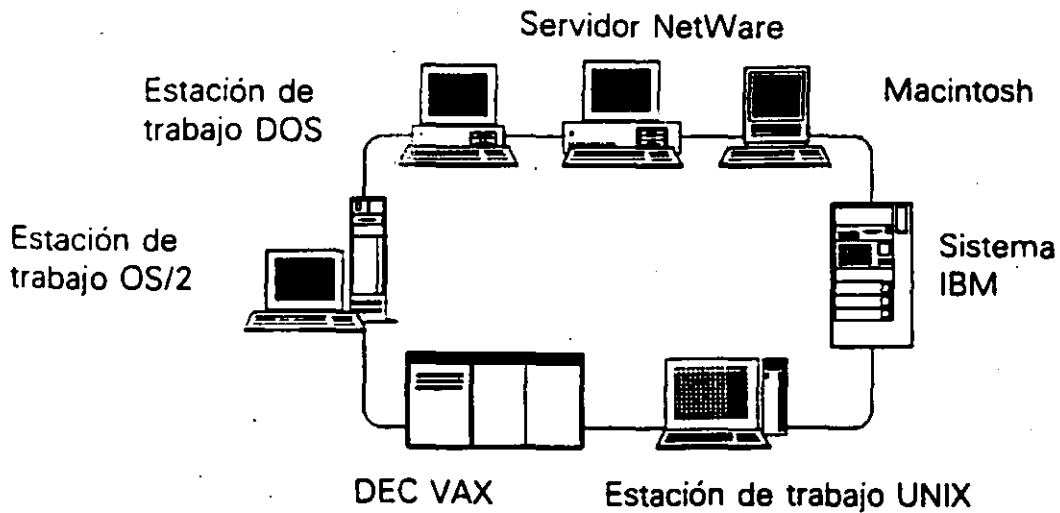 Servidor NetWare
Estación de
trabajo DOS
Macintosh
Estación de
trabajo OS/2
Sistema
IBM
DEC VAX
Estación de trabajo UNIX